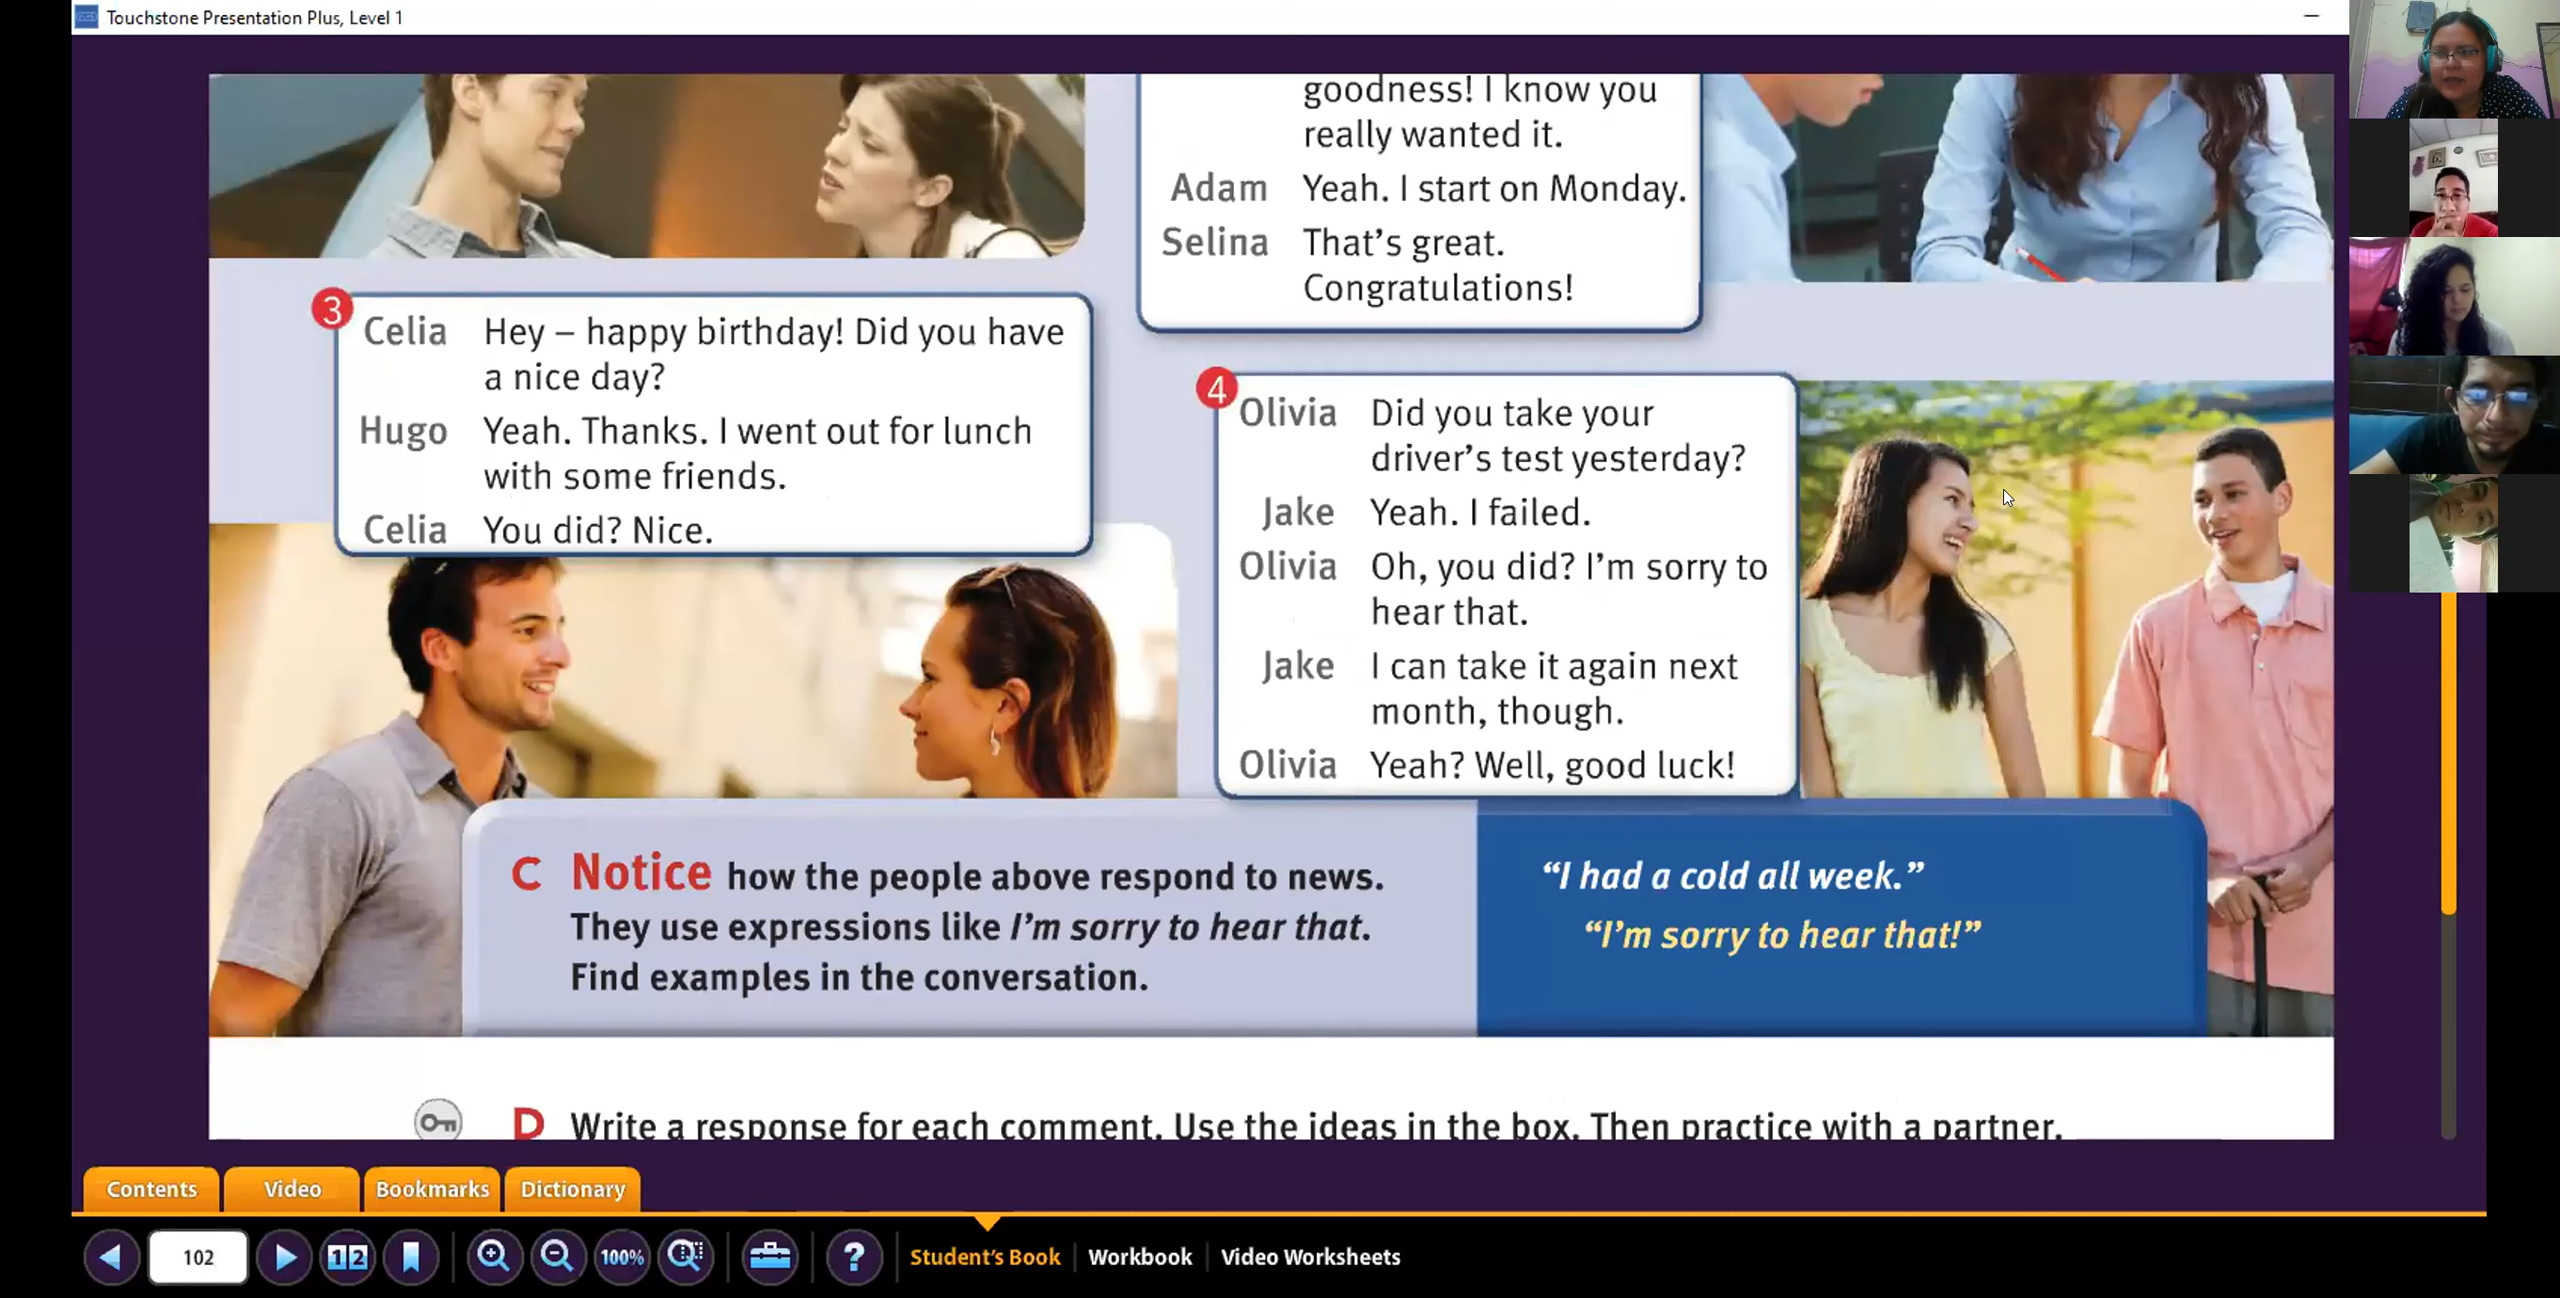 Touchstone Presentation Plus, Level 1
goodness! I know you
really wanted it.
Adam Yeah. I start on Monday.
Selina That's great.
Congratulations!
3
Celia Hey – happy birthday! Did you have
a nice day?
Hugo Yeah. Thanks. I went out for lunch
with some friends.
Celia You did? Nice.
4
Olivia Did you take your
driver's test yesterday?
Jake Yeah. I failed.
Olivia Oh, you did? I'm sorry to
hear that.
Jake I can take it again next
month, though.
Olivia Yeah? Well, good luck!
C Notice how the people above respond to news.
They use expressions like I'm sorry to hear that.
Find examples in the conversation.
“I had a cold all week.”
“I'm sorry to hear that!”
D Write a response for each comment. Use the ideas in the box. Then practice with a partner.
Contents Video Bookmarks Dictionary
102 12 100% ? Student's Book Workbook Video Worksheets